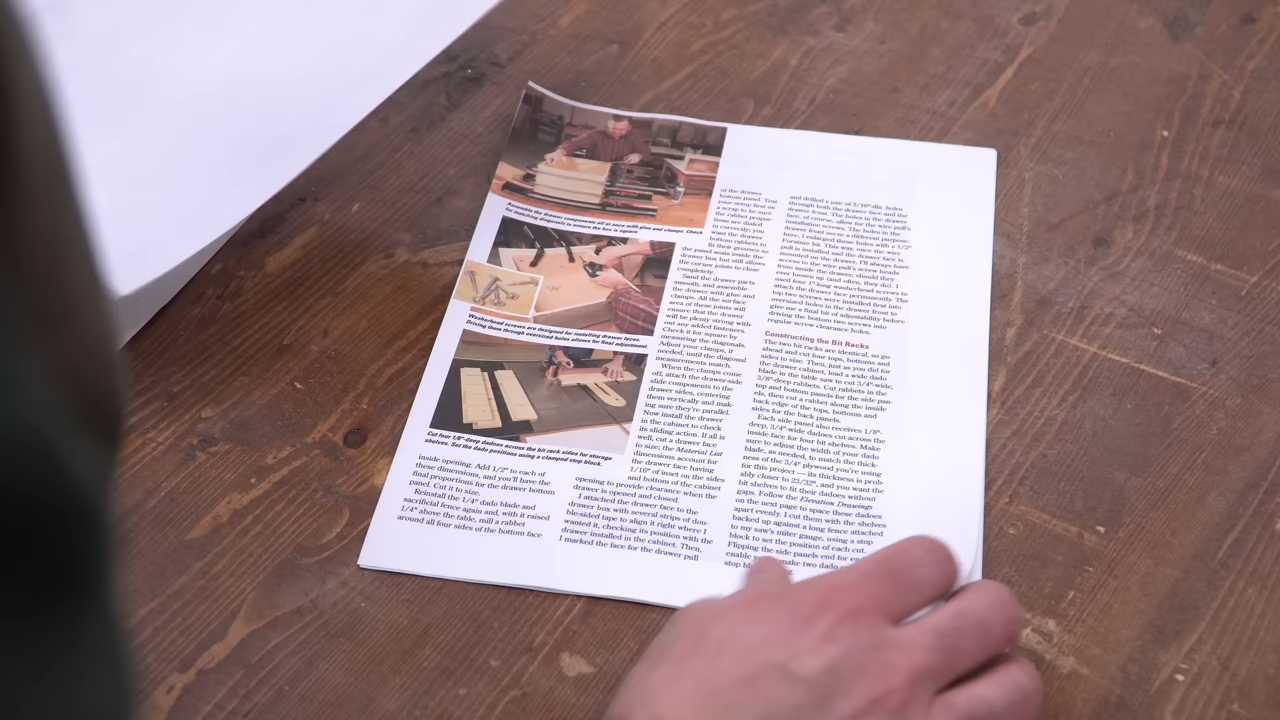 Assemble the drawer components all at once with glue and clamps. Check
for matching diagonals to ensure the box is square.
Washerhead screws are designed for installing drawer faces.
Driving them through oversized holes allows for final adjustment.
Cut four 1/8"-deep dadoes across the bit rack sides for storage
shelves. Set the dado positions using a clamped stop block.
inside opening. Add 1/2" to each of
these dimensions, and you'll have the
final proportions for the drawer bottom
panel. Cut it to size.
Reinstall the 1/4" dado blade and
sacrificial fence again and, with it raised
1/4" above the table, mill a rabbet
around all four sides of the bottom face
of the drawer
bottom panel. Test
your setup first on
a scrap to be sure
the rabbet propor-
tions are dialed
in correctly; you
want the drawer
bottom rabbets to
fit their grooves so
the panel seats inside the
drawer box but still allows
the corner joints to close
completely.
Sand the drawer parts
smooth, and assemble
the drawer with glue and
clamps. All the surface
area of these joints will
ensure that the drawer
will be plenty strong with-
out any added fasteners.
Check it for square by
measuring the diagonals.
Adjust your clamps, if
needed, until the diagonal
measurements match.
When the clamps come
off, attach the drawer-side
slide components to the
drawer sides, centering
them vertically and mak-
ing sure they're parallel.
Now install the drawer
in the cabinet to check
its sliding action. If all is
well, cut a drawer face
to size; the Material List
dimensions account for
the drawer face having
1/16" of inset on the sides
and bottom of the cabinet
opening to provide clearance when the
drawer is opened and closed.
I attached the drawer face to the
drawer box with several strips of dou-
ble-sided tape to align it right where I
wanted it, checking its position with the
drawer installed in the cabinet. Then,
I marked the face for the drawer pull
and drilled a pair of 3/16"-dia. holes
through both the drawer face and the
drawer front. The holes in the drawer
face, of course, allow for the wire pull's
installation screws. The holes in the
drawer front serve a different purpose:
here, I enlarged these holes with a 1/2"
Forstner bit. This way, once the wire
pull is installed and the drawer face is
mounted on the drawer, I'll always have
access to the wire pull's screw heads
from inside the drawer, should they
ever loosen up (and often, they do). I
used four 1"-long washerhead screws to
attach the drawer face permanently. The
top two screws were installed first into
oversized holes in the drawer front to
give me a final bit of adjustability before
driving the bottom two screws into
regular screw clearance holes.
Constructing the Bit Racks
The two bit racks are identical, so go
ahead and cut four tops, bottoms and
sides to size. Then, just as you did for
the drawer cabinet, load a wide dado
blade in the table saw to cut 3/4"-wide,
3/8"-deep rabbets. Cut rabbets in the
top and bottom panels for the side pan-
els, then cut a rabbet along the inside
back edge of the tops, bottoms and
sides for the back panels.
Each side panel also receives 1/8"-
deep, 3/4"-wide dadoes cut across the
inside face for four bit shelves. Make
sure to adjust the width of your dado
blade, as needed, to match the thick-
ness of the 3/4" plywood you're using
for this project — its thickness is prob-
ably closer to 23/32", and you want the
bit shelves to fit their dadoes without
gaps. Follow the Elevation Drawings
on the next page to space these dadoes
apart evenly. I cut them with the shelves
backed up against a long fence attached
to my saw's miter gauge, using a stop
block to set the position of each cut.
Flipping the side panels end for end
enable make two dado
stop